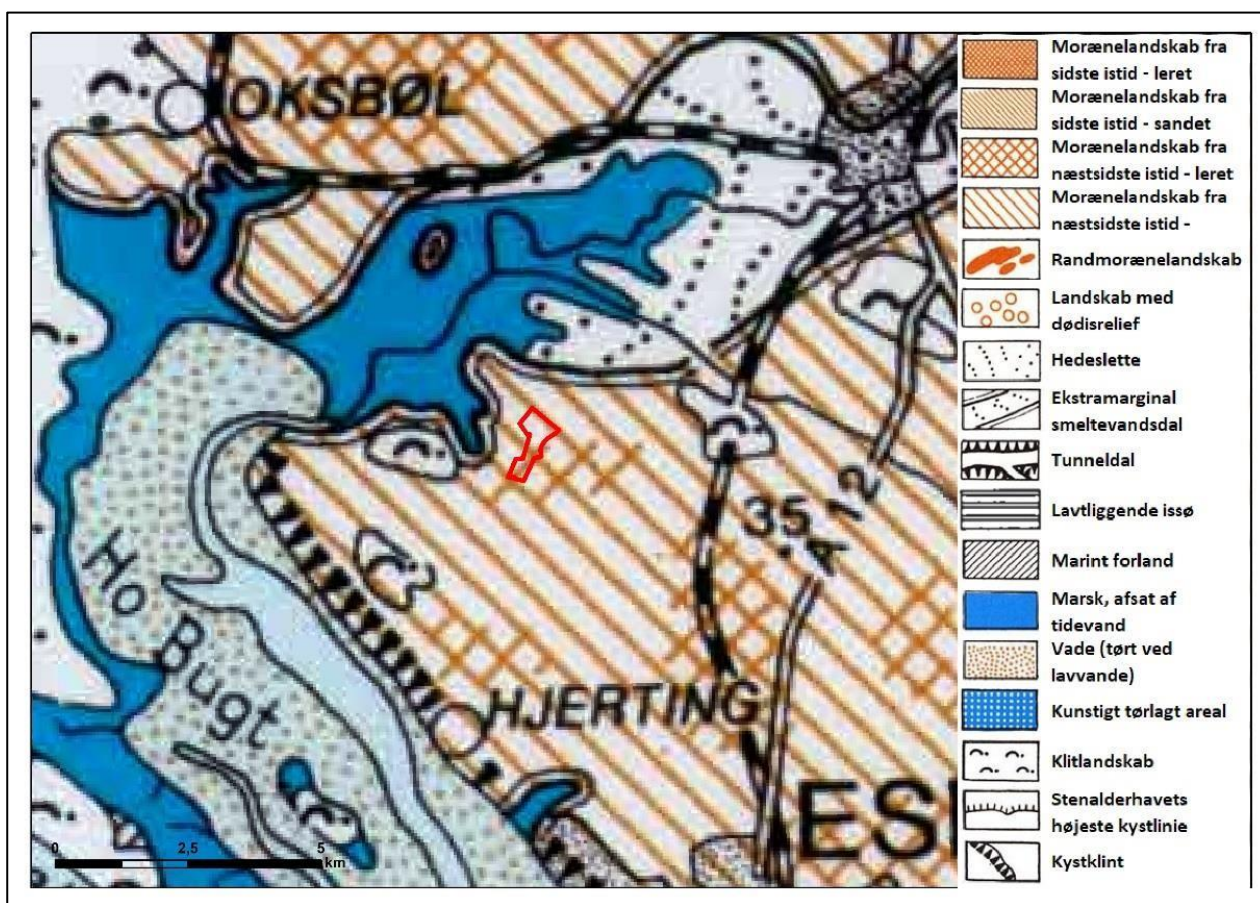 OKSBØL
35
A 12
Ho Bugt
HJERTING
ES
0
2,5
5
km
Morænelandskab fra
sidste istid - leret
Morænelandskab fra
sidste istid - sandet
Morænelandskab fra
næstsidste istid - leret
Morænelandskab fra
næstsidste istid -
Randmorænelandskab
Landskab med
dødisrelief
Hedeslette
Ekstramarginal
smeltevandsdal
Tunneldal
Lavtliggende issø
Marint forland
Marsk, afsat af
tidevand
Vade (tørt ved
lavvande)
Kunstigt tørlagt areal
Klitlandskab
Stenalderhavets
højeste kystlinie
Kystklint